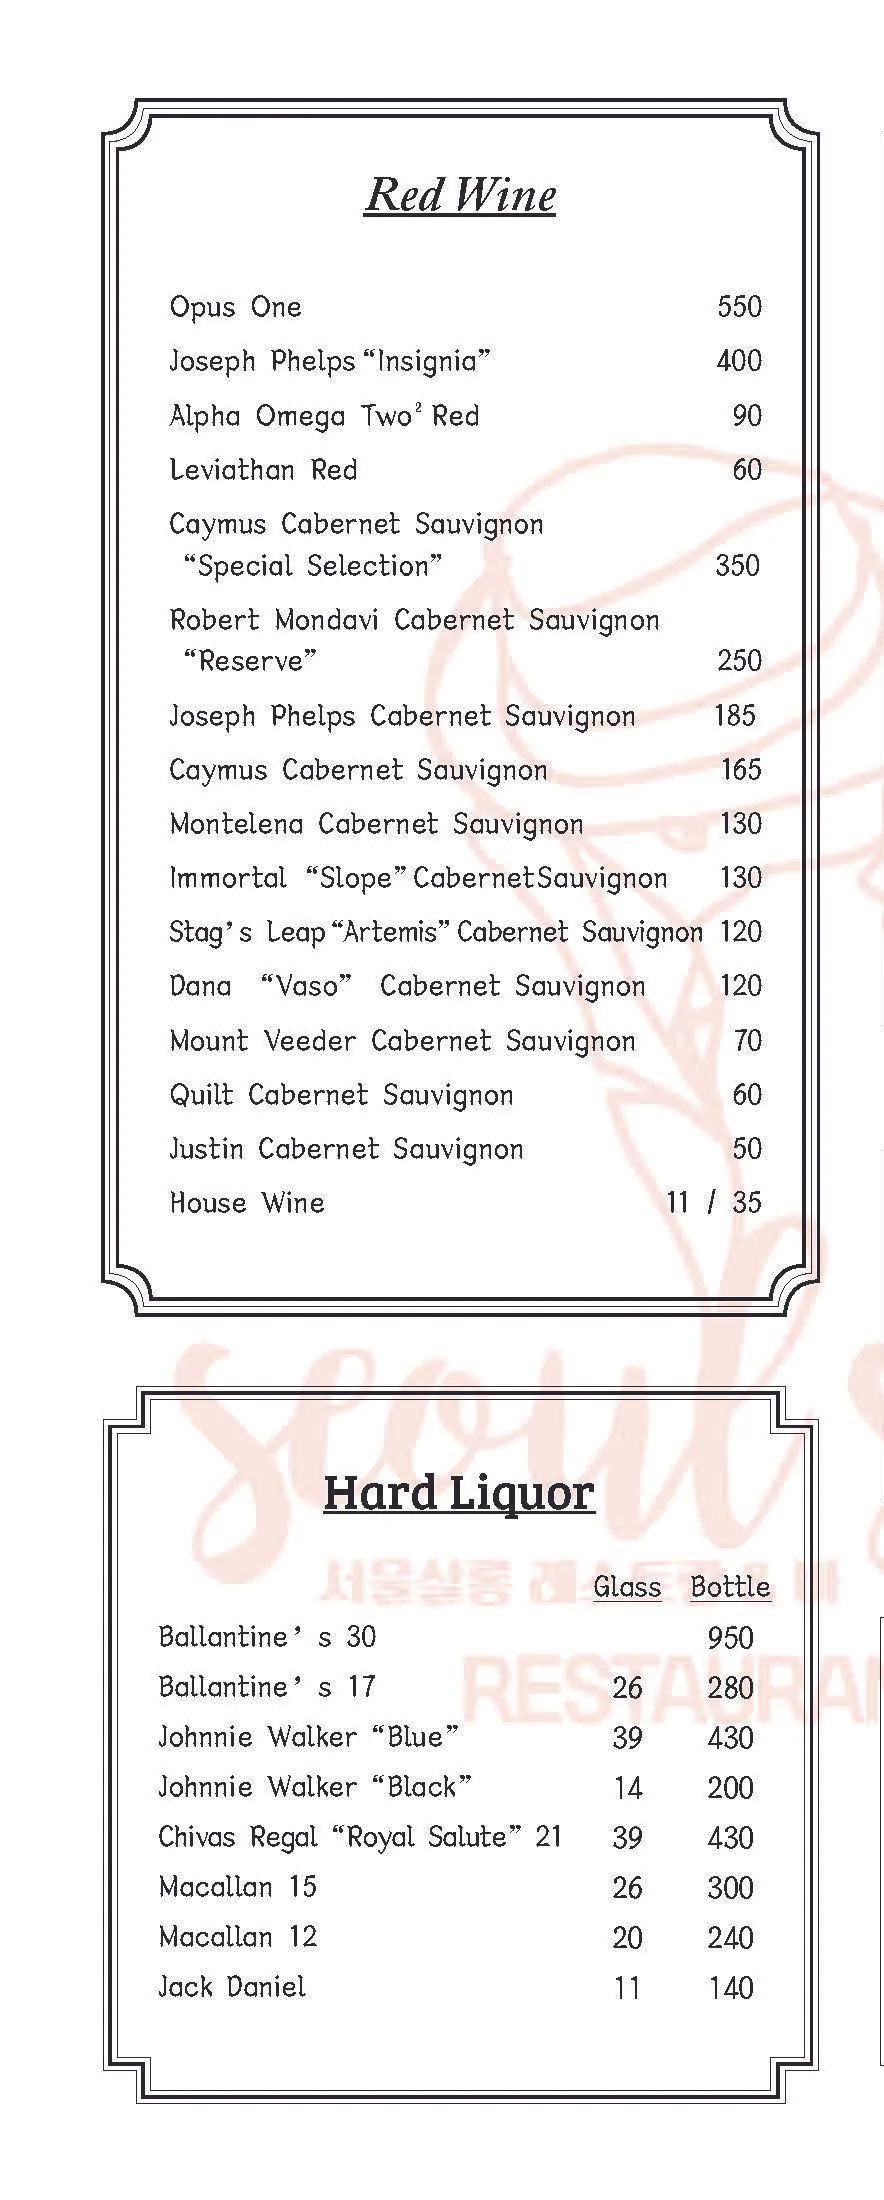 Red Wine
Opus One 550
Joseph Phelps “Insignia” 400
Alpha Omega Two² Red 90
Leviathan Red 60
Caymus Cabernet Sauvignon
“Special Selection” 350
Robert Mondavi Cabernet Sauvignon
“Reserve” 250
Joseph Phelps Cabernet Sauvignon 185
Caymus Cabernet Sauvignon 165
Montelena Cabernet Sauvignon 130
Immortal “Slope” CabernetSauvignon 130
Stag’s Leap “Artemis” Cabernet Sauvignon 120
Dana “Vaso” Cabernet Sauvignon 120
Mount Veeder Cabernet Sauvignon 70
Quilt Cabernet Sauvignon 60
Justin Cabernet Sauvignon 50
House Wine 11 / 35
seoul
Hard Liquor
서울살롱
Glass Bottle
Ballantine’s 30 950
Ballantine’s 17 26 280
RESTAURAN
Johnnie Walker “Blue” 39 430
Johnnie Walker “Black” 14 200
Chivas Regal “Royal Salute” 21 39 430
Macallan 15 26 300
Macallan 12 20 240
Jack Daniel 11 140